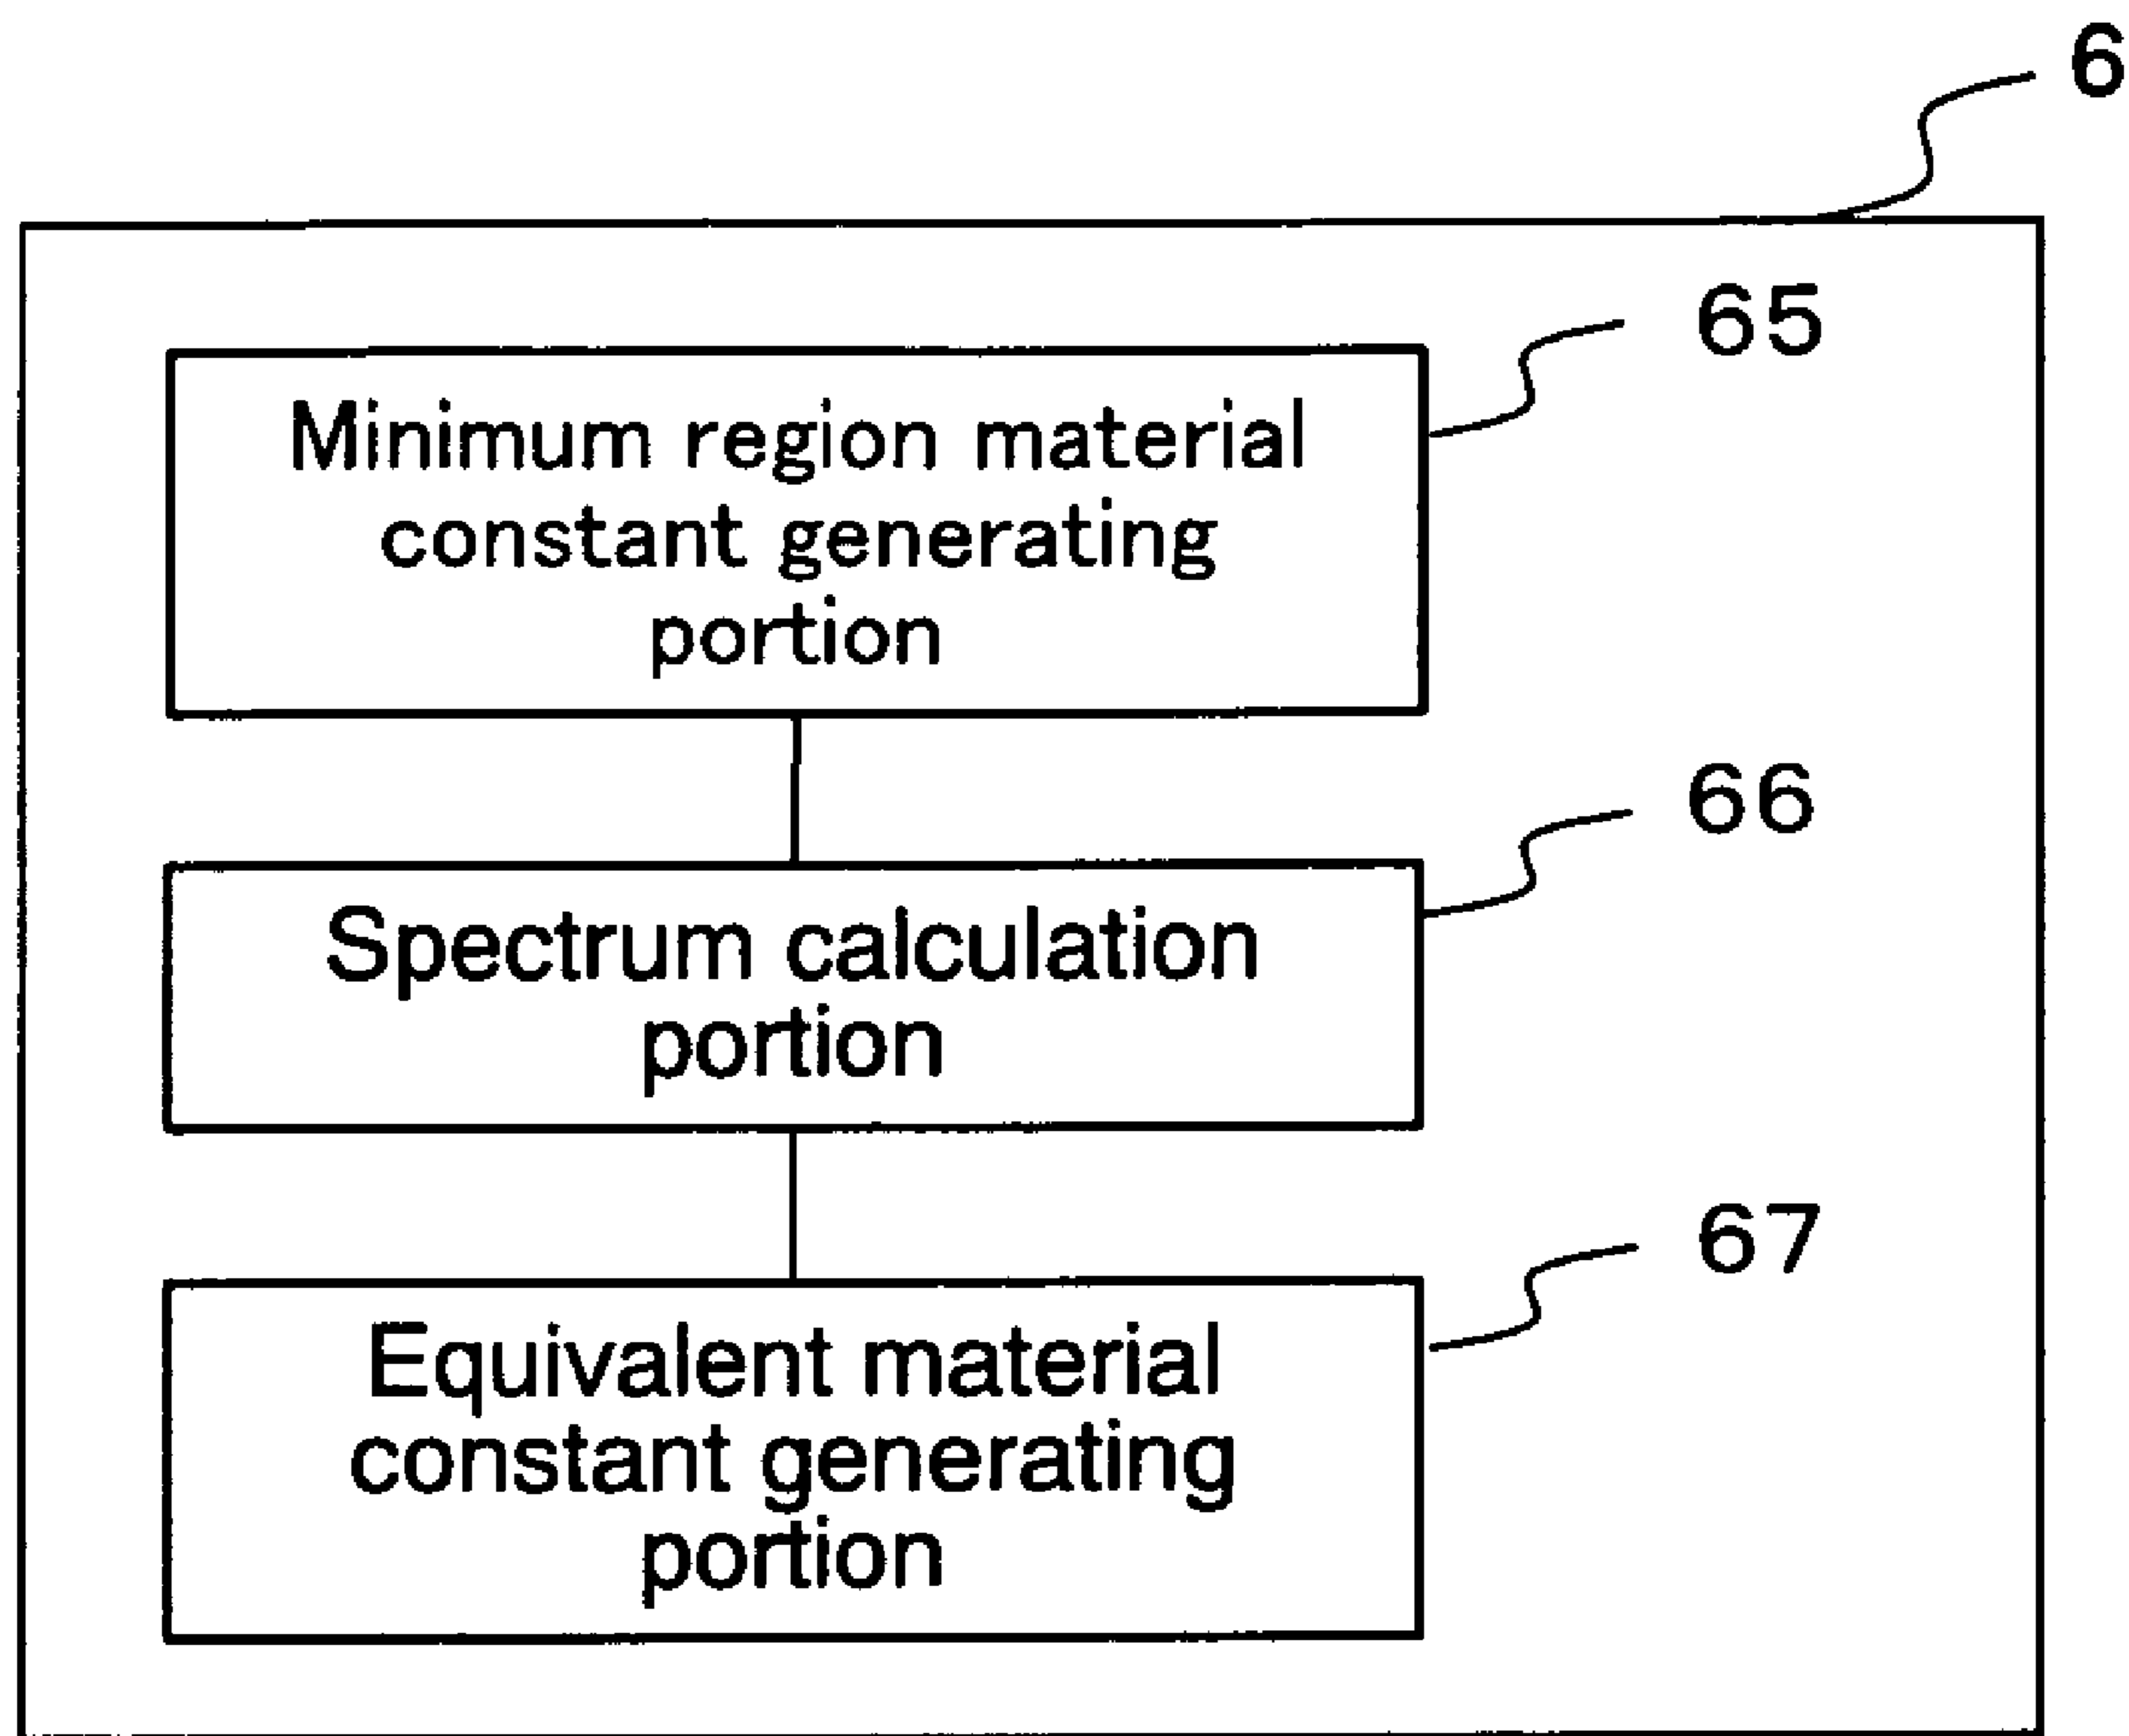 6
65
Minimum region material
constant generating
portion
66
Spectrum calculation
portion
67
Equivalent material
constant generating
portion